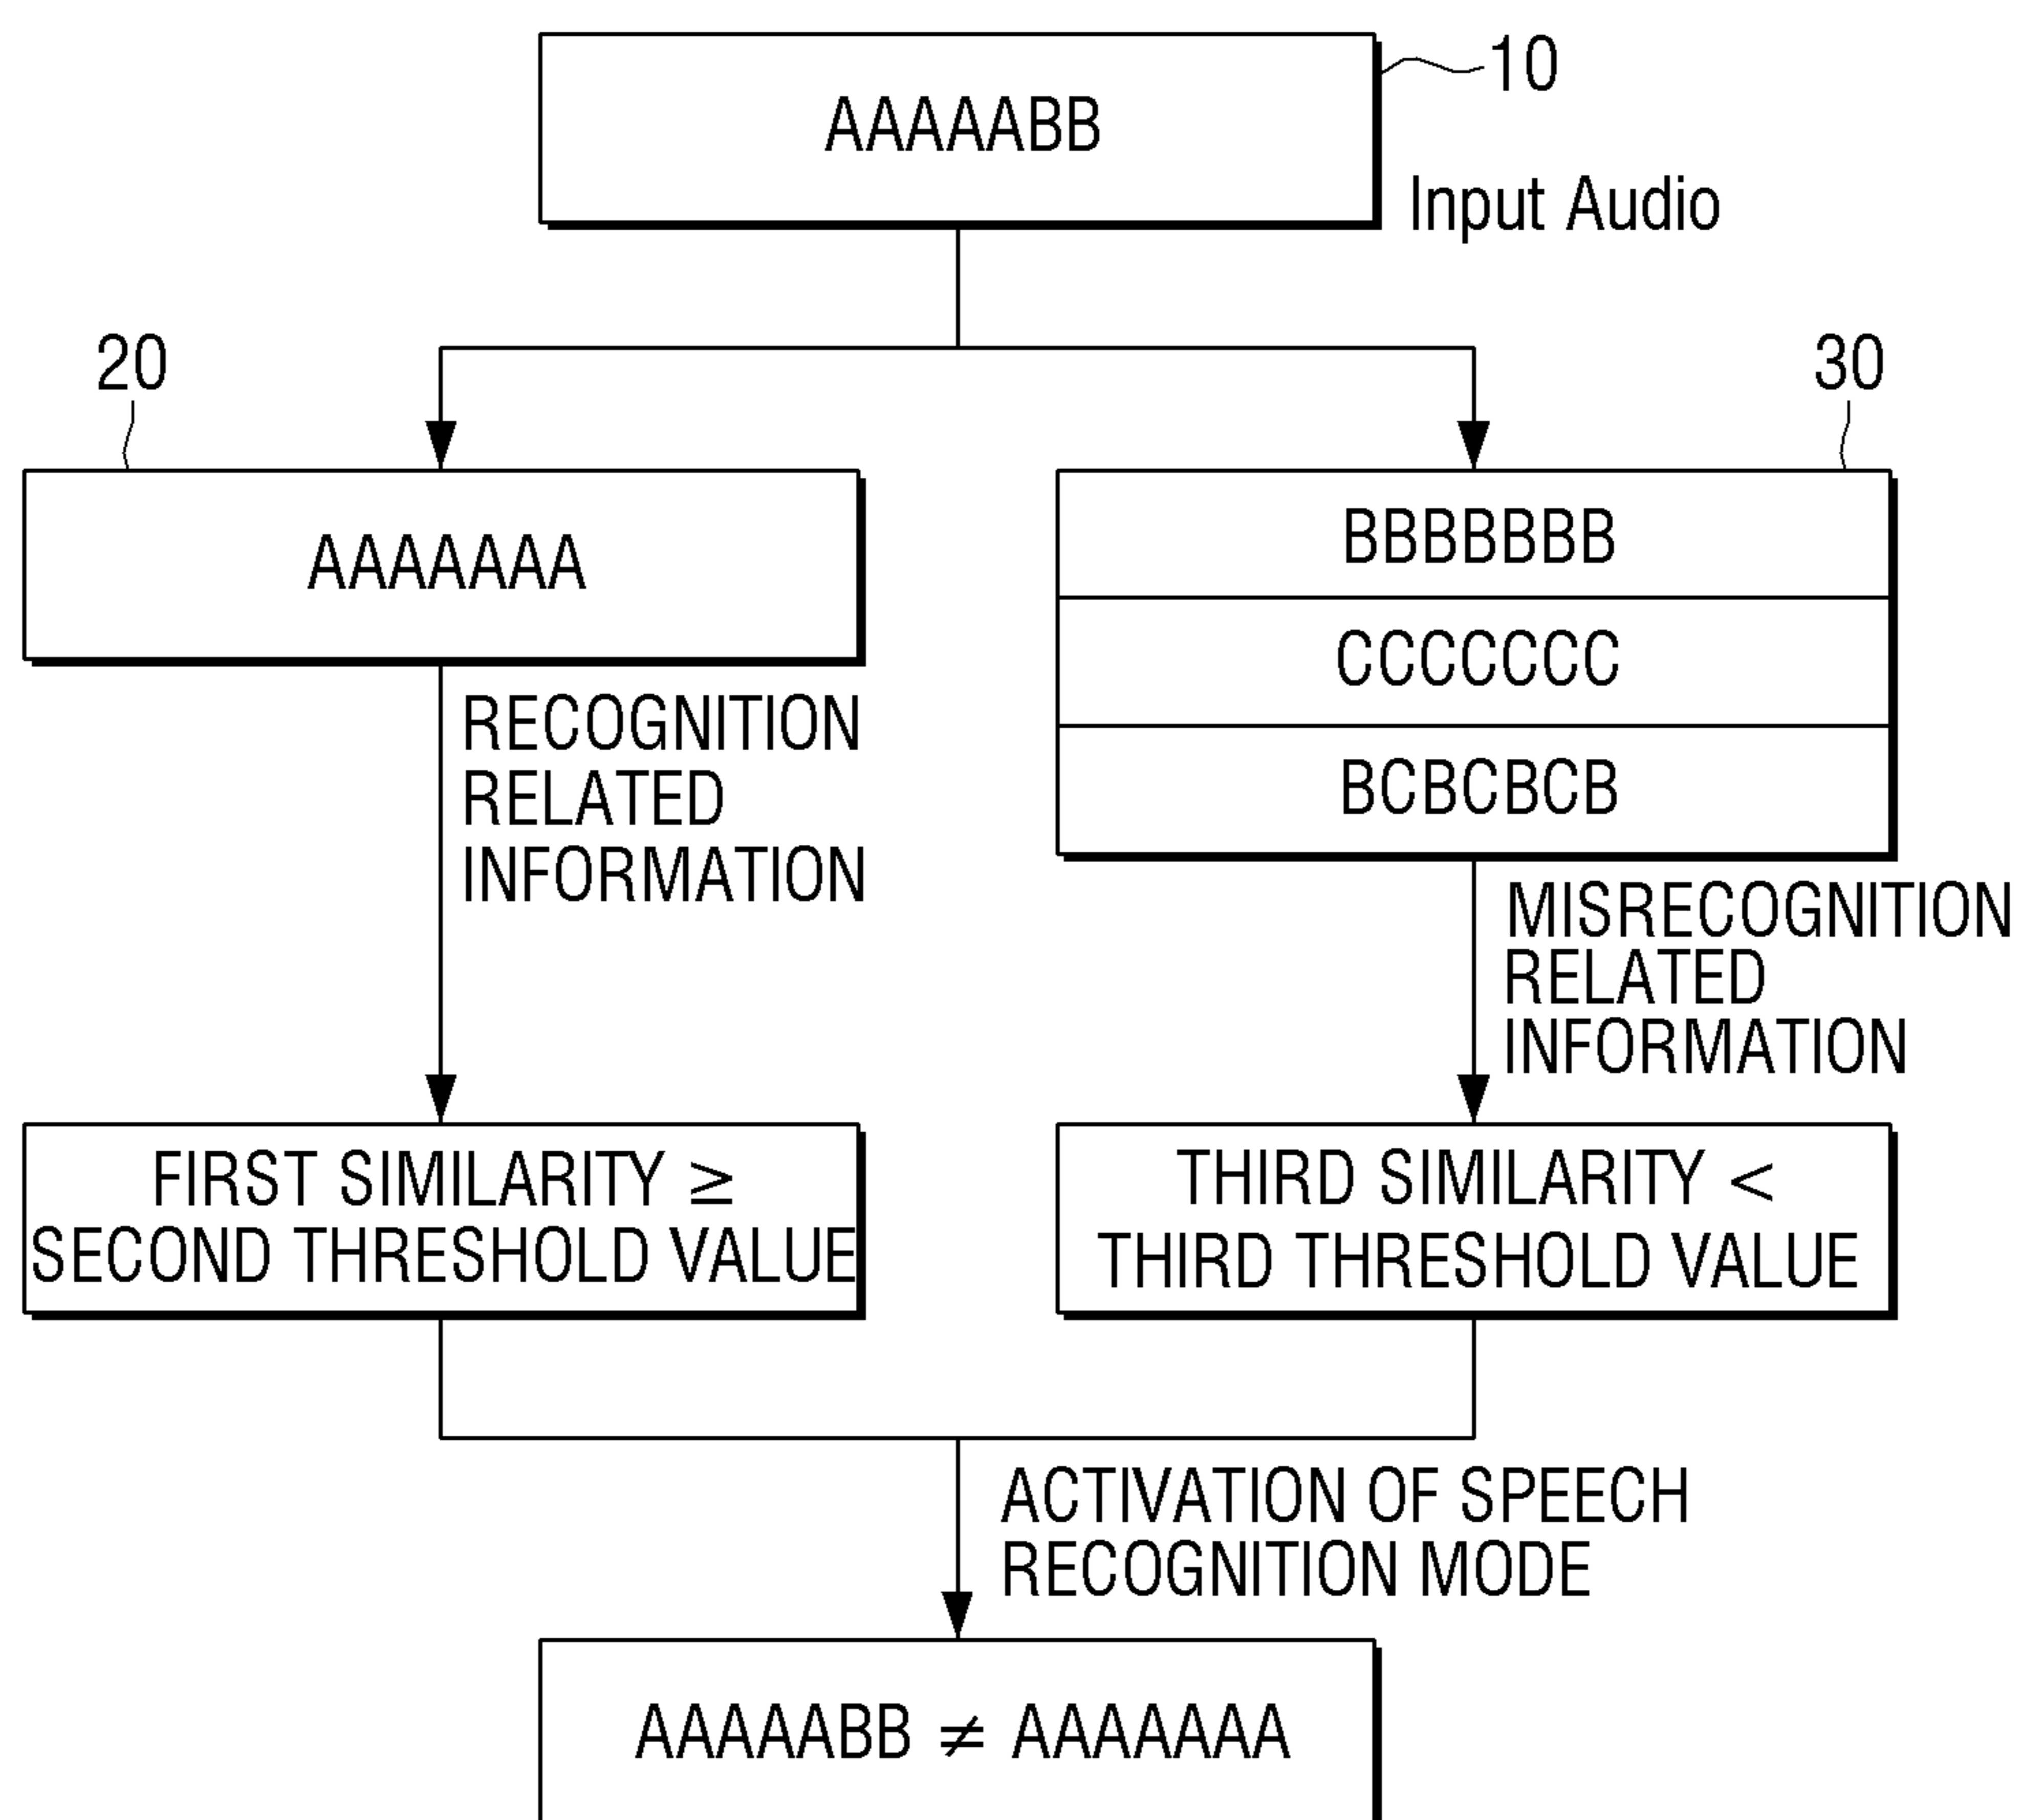 10
AAAAABB
Input Audio
20
30
AAAAAAA
BBBBBBB
CCCCCCC
BCBCBCB
RECOGNITION
RELATED
INFORMATION
MISRECOGNITION
RELATED
INFORMATION
FIRST SIMILARITY ≥
SECOND THRESHOLD VALUE
THIRD SIMILARITY <
THIRD THRESHOLD VALUE
ACTIVATION OF SPEECH
RECOGNITION MODE
AAAAABB ≠ AAAAAAA